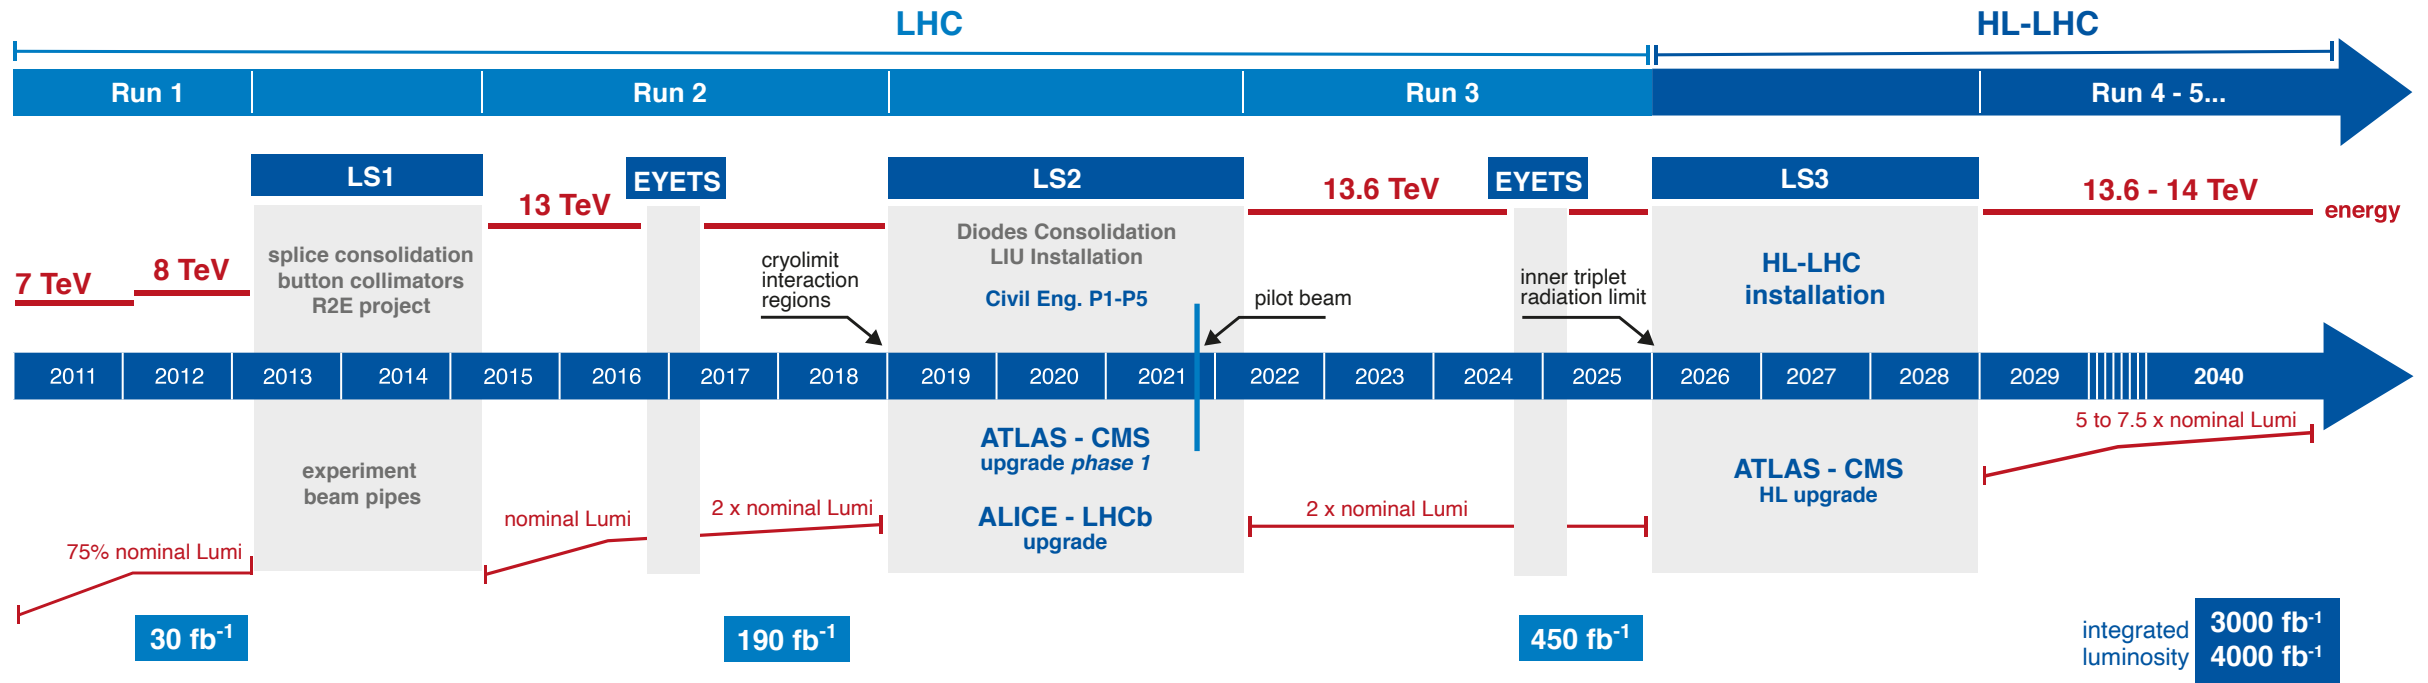 LHC
HL-LHC
Run 1
Run 2
Run 3
Run 4 - 5...
LS1
EYETS
LS2
EYETS
LS3
13 TeV
13.6 TeV
13.6 - 14 TeV
energy
7 TeV
8 TeV
splice consolidation
button collimators
R2E project
cryolimit
interaction
regions
Diodes Consolidation
LIU Installation
Civil Eng. P1-P5
pilot beam
inner triplet
radiation limit
HL-LHC
installation
2011 2012 2013 2014 2015 2016 2017 2018 2019 2020 2021 2022 2023 2024 2025 2026 2027 2028 2029 2040
experiment
beam pipes
ATLAS - CMS
upgrade phase 1
ALICE - LHCb
upgrade
ATLAS - CMS
HL upgrade
5 to 7.5 x nominal Lumi
75% nominal Lumi
nominal Lumi
2 x nominal Lumi
2 x nominal Lumi
30 fb-1
190 fb-1
450 fb-1
integrated
luminosity
3000 fb-1
4000 fb-1